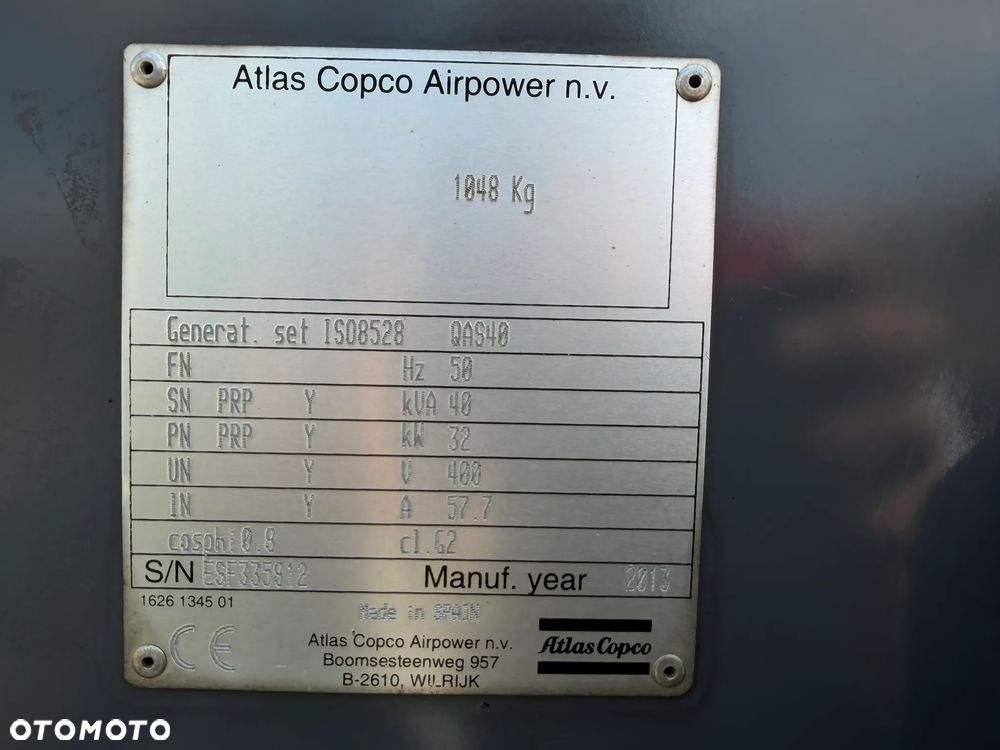 Atlas Copco Airpower n.v.
1048 Kg
Generat. set ISO8528 QAS40
FN Hz 50
SN PRP Y kVA 40
PN PRP Y kW 32
UN Y V 400
IN Y A 57.7
cosphi0.8 cl.G2
S/N ESF335912 Manuf. year 2013
1626 1345 01
Made in SPAIN
CE
Atlas Copco Airpower n.v.
Boomsesteenweg 957
B-2610, WILRIJK
Atlas Copco
OTOMOTO